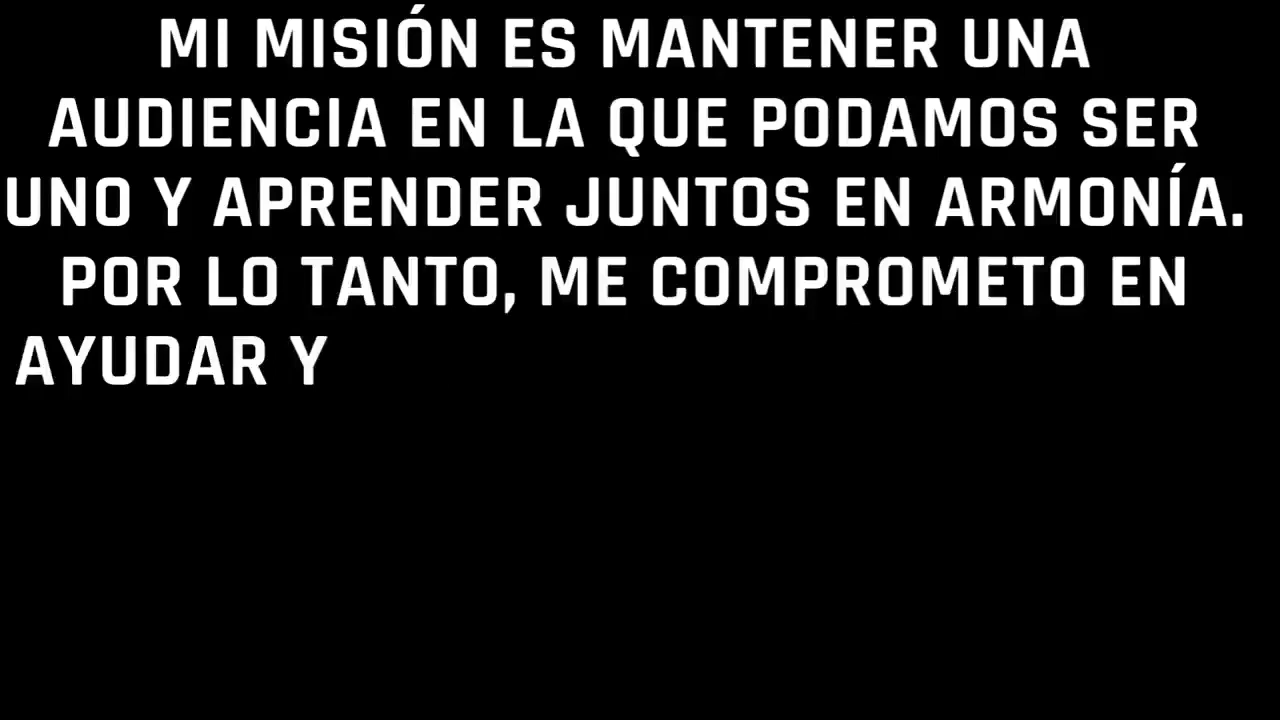 MI MISIÓN ES MANTENER UNA
AUDIENCIA EN LA QUE PODAMOS SER
UNO Y APRENDER JUNTOS EN ARMONÍA.
POR LO TANTO, ME COMPROMETO EN
AYUDAR Y